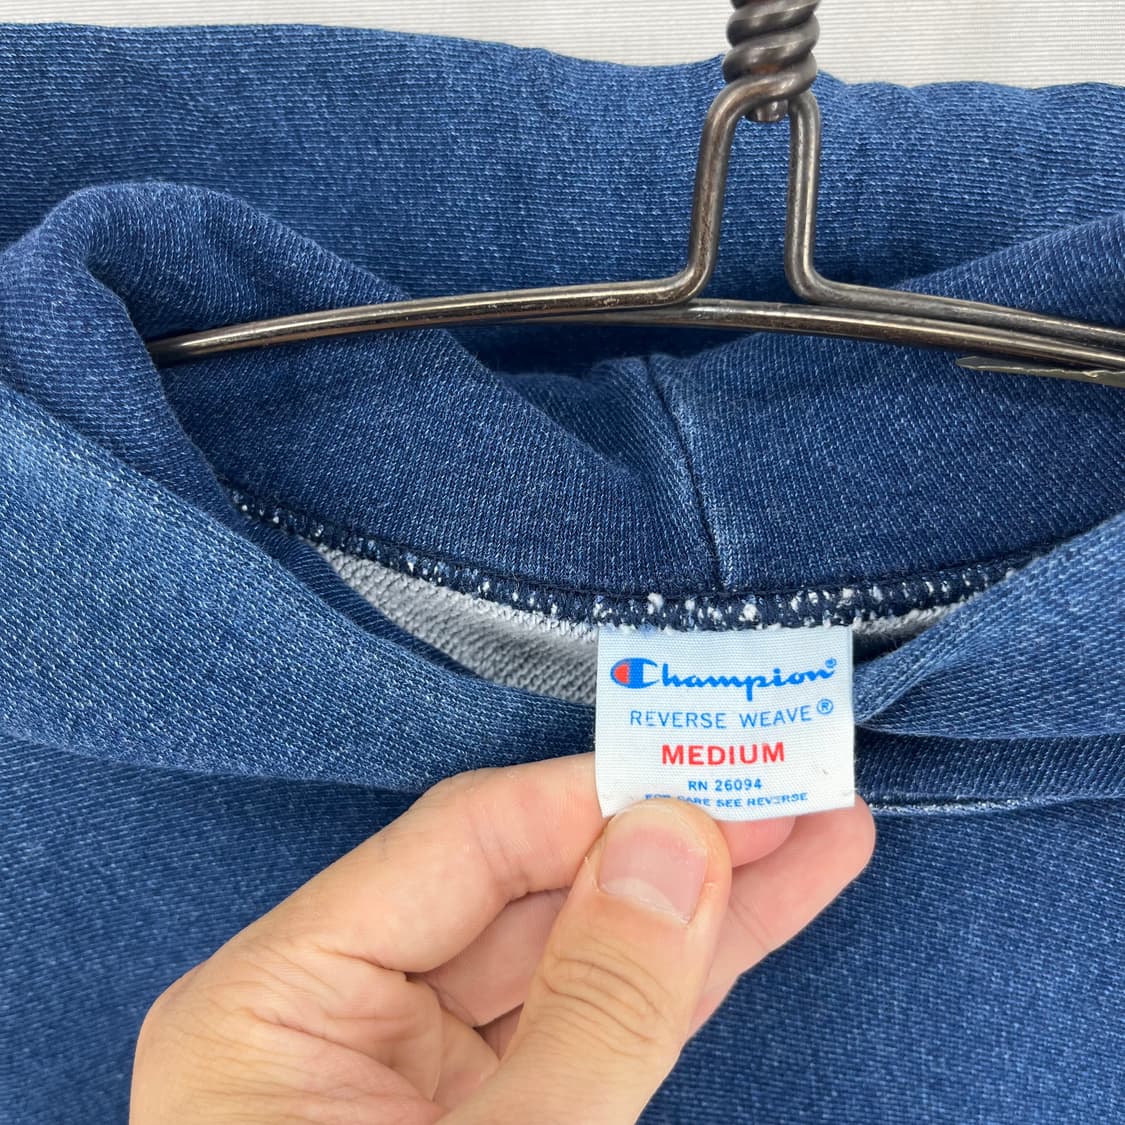 Champion®
REVERSE WEAVE®
MEDIUM
RN 26094
FOR CARE SEE REVERSE